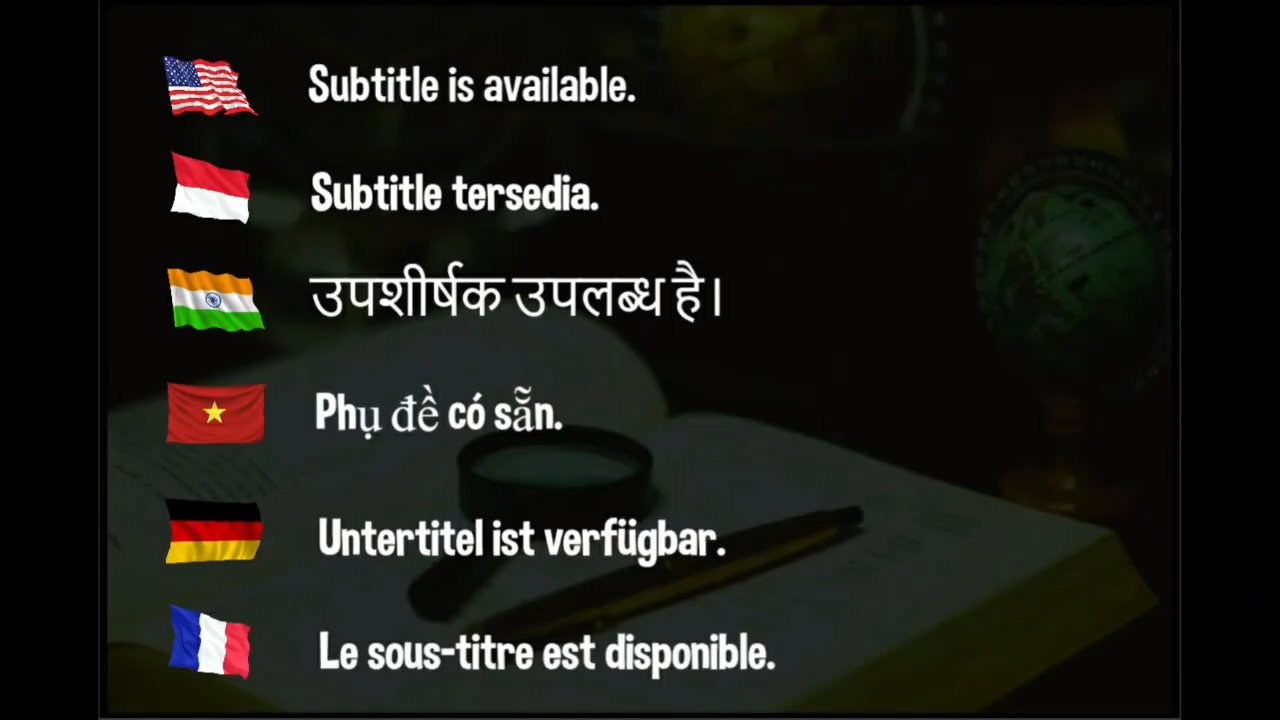 Subtitle is available.
Subtitle tersedia.
उपशीर्षक उपलब्ध है।
Phụ đề có sẵn.
Untertitel ist verfügbar.
Le sous-titre est disponible.